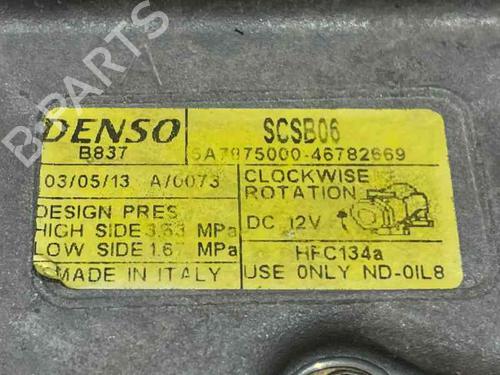 DENSO
B837
SCSB06
5A7975000-46782669
03/05/13 A/0073
CLOCKWISE
ROTATION
DESIGN PRES
HIGH SIDE 3.53 MPa
LOW SIDE 1.67 MPa
DC 12V
HFC134a
MADE IN ITALY
USE ONLY ND-OIL8
B-PARTS